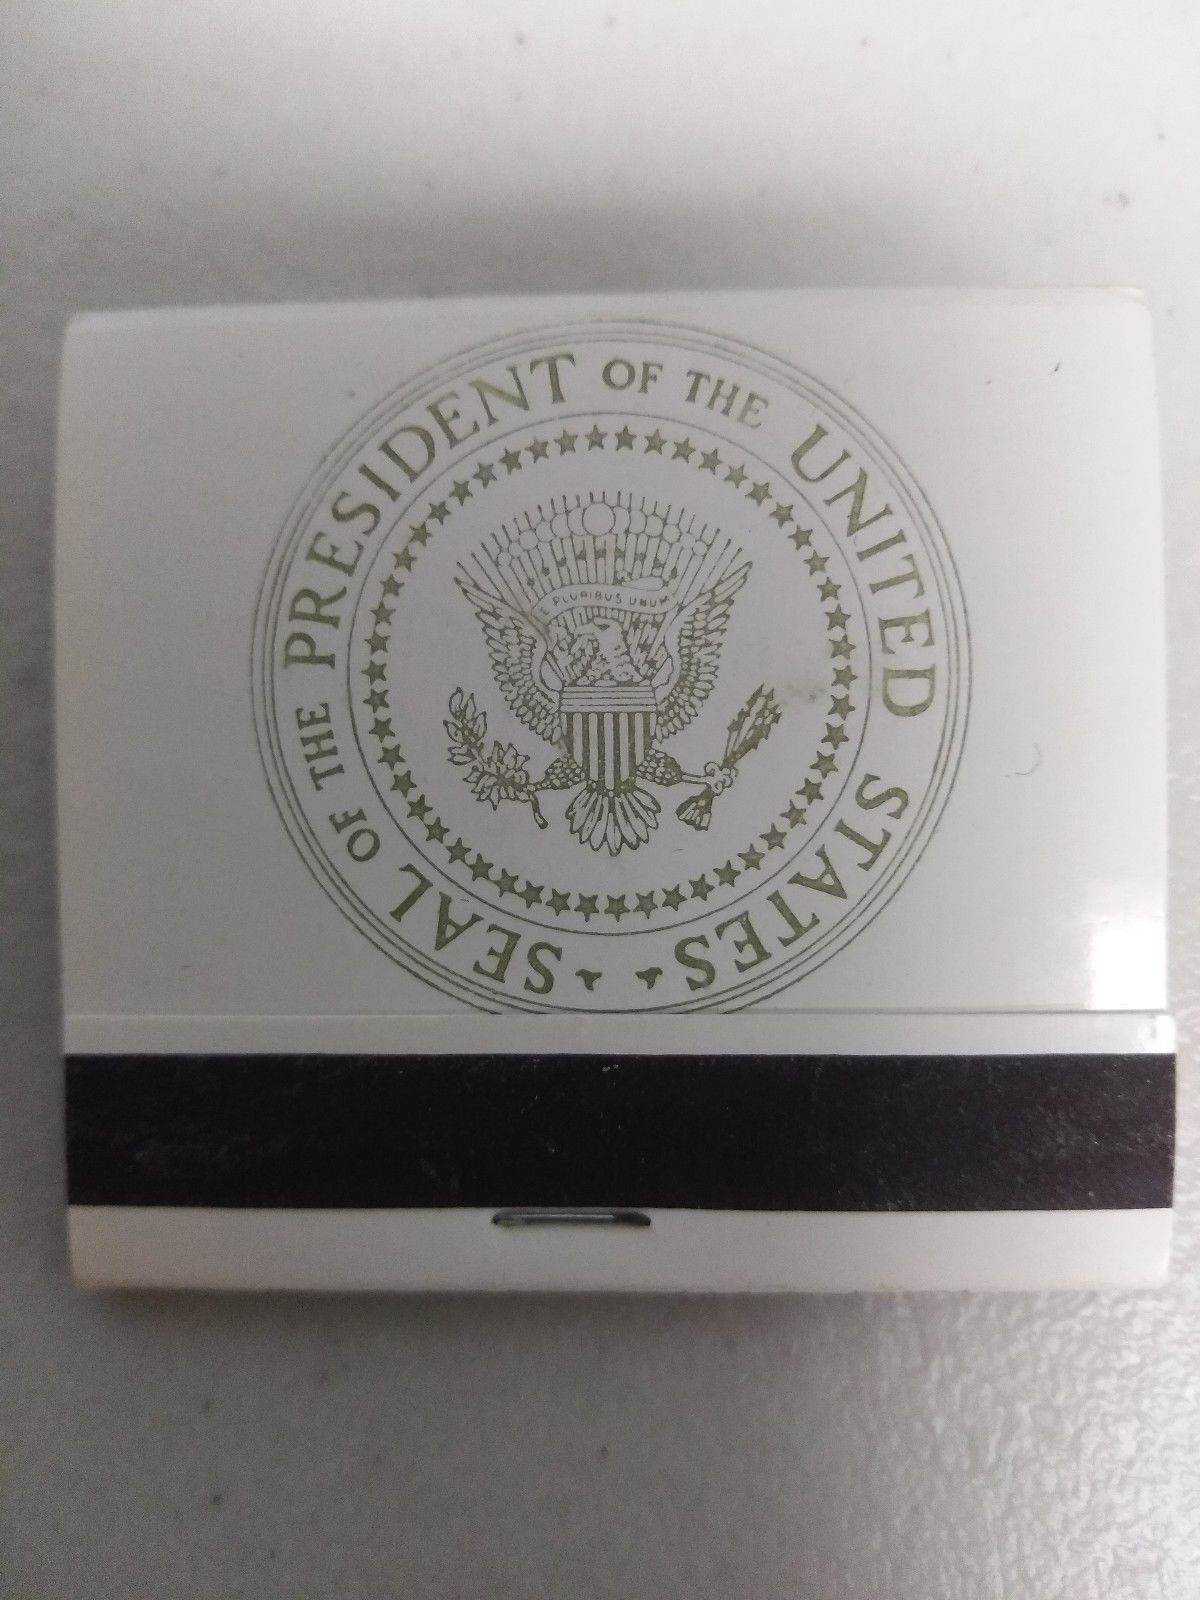 SEAL OF THE PRESIDENT OF THE UNITED STATES
E PLURIBUS UNUM